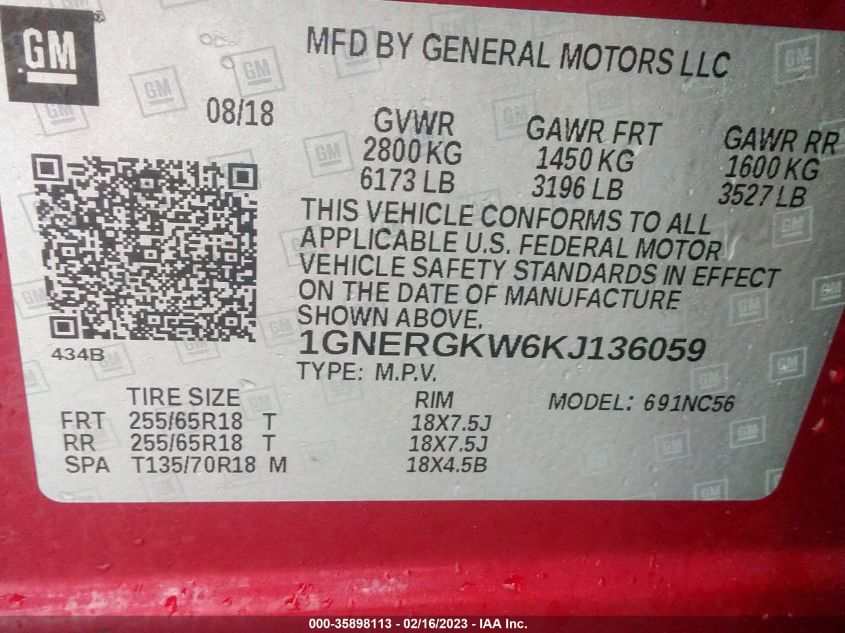 GM
MFD BY GENERAL MOTORS LLC
08/18
GVWR
2800 KG
6173 LB
GAWR FRT
1450 KG
3196 LB
GAWR RR
1600 KG
3527 LB
THIS VEHICLE CONFORMS TO ALL
APPLICABLE U.S. FEDERAL MOTOR
VEHICLE SAFETY STANDARDS IN EFFECT
ON THE DATE OF MANUFACTURE
SHOWN ABOVE.
434B
1GNERGKW6KJ136059
TYPE: M.P.V.
TIRE SIZE RIM MODEL: 691NC56
FRT 255/65R18 T 18X7.5J
RR 255/65R18 T 18X7.5J
SPA T135/70R18 M 18X4.5B
000-35898113 - 02/16/2023 - IAA Inc.